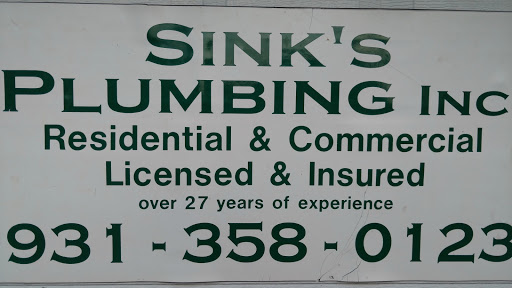 SINK'S
PLUMBING INC
Residential & Commercial
Licensed & Insured
over 27 years of experience
931-358-0123